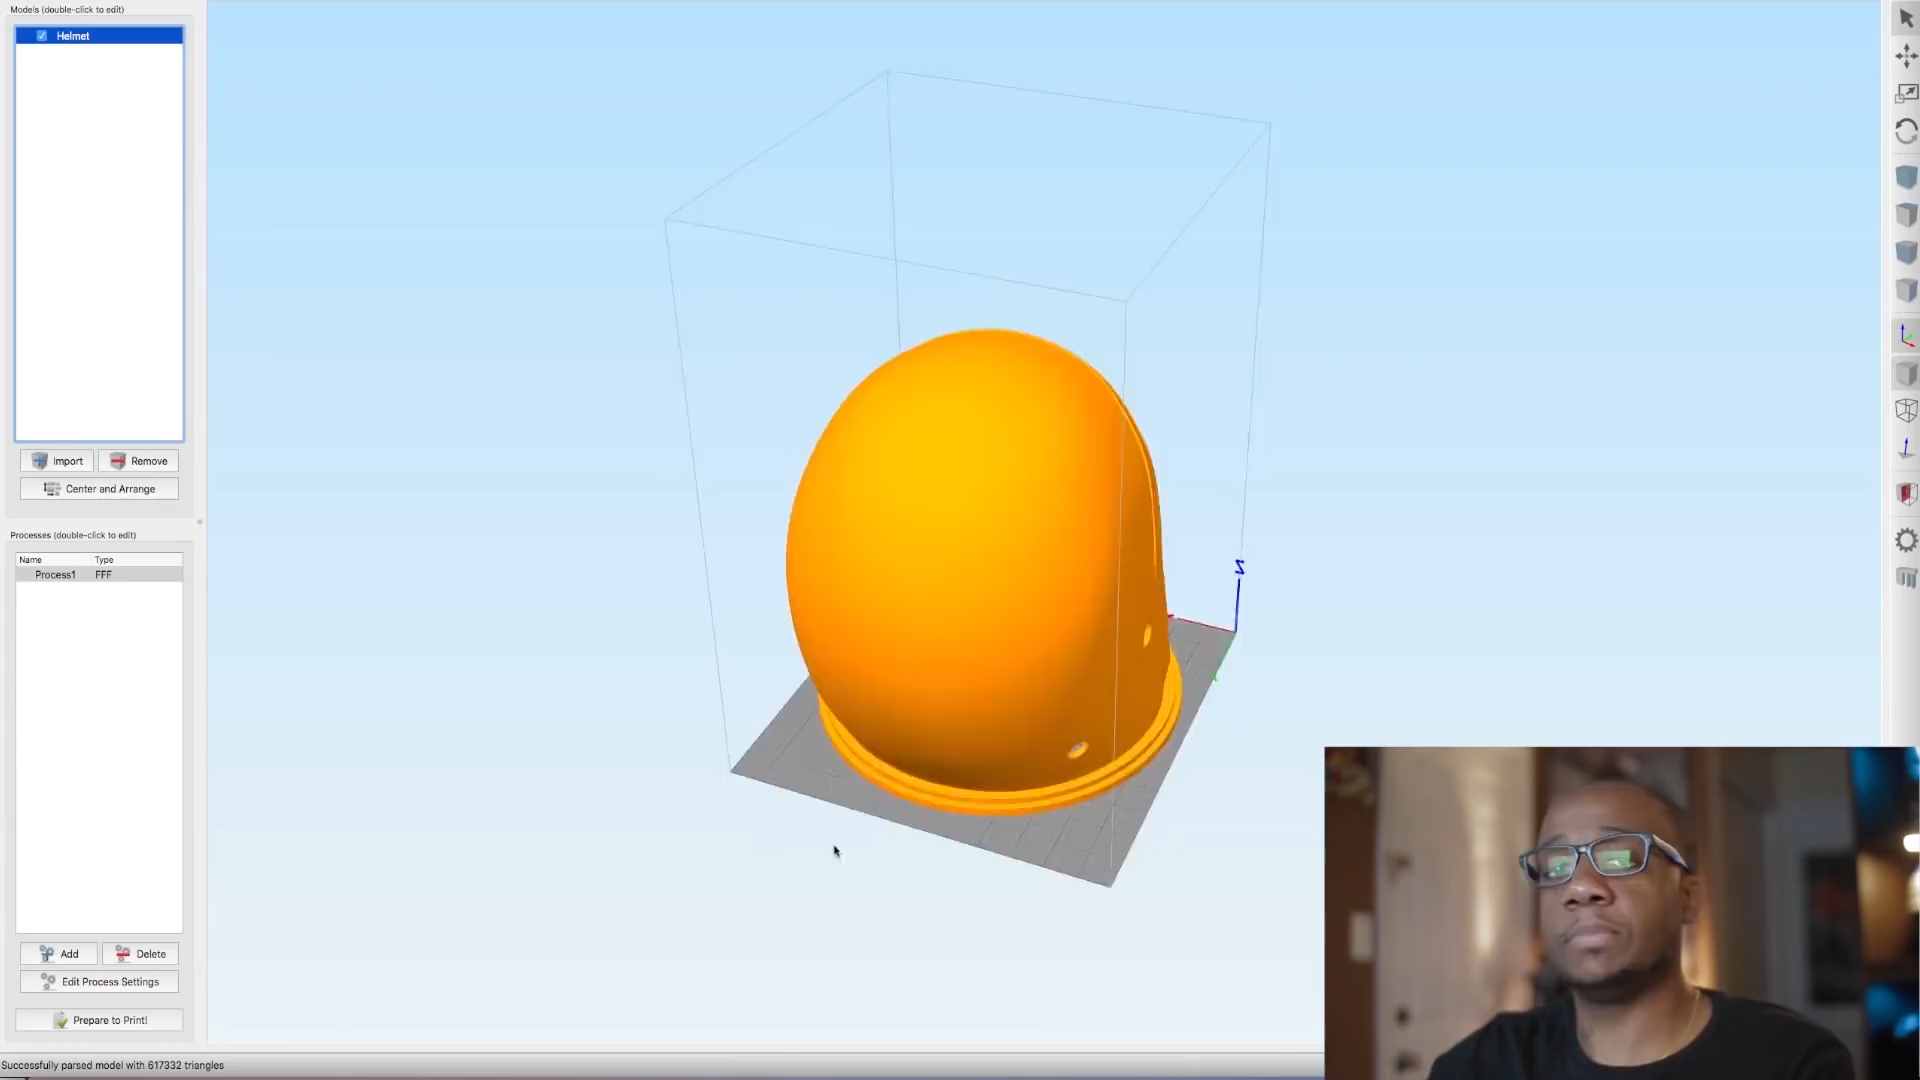 Models (double-click to edit)
Helmet
Import
Remove
Center and Arrange
Processes (double-click to edit)
Name Type
Process1 FFF
Add
Delete
Edit Process Settings
Prepare to Print!
Successfully parsed model with 617332 triangles
Z